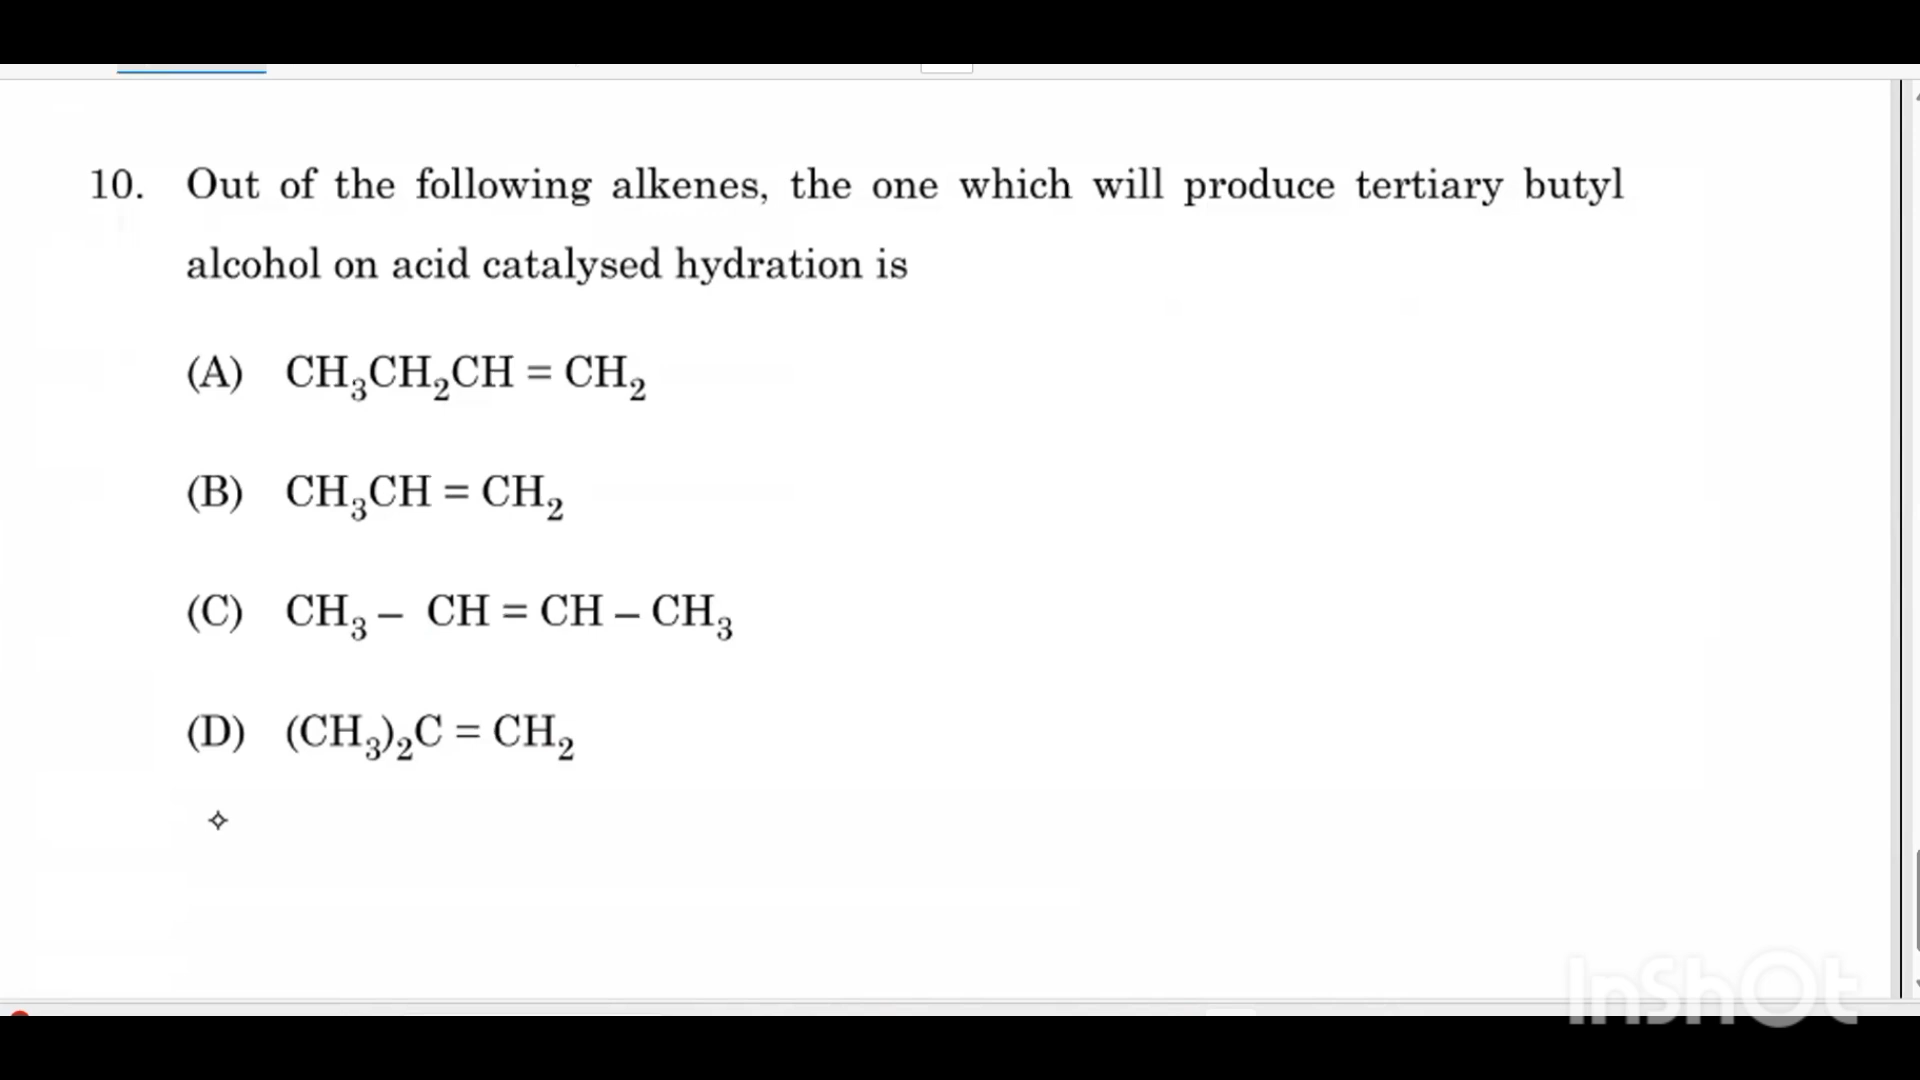 10. Out of the following alkenes, the one which will produce tertiary butyl
alcohol on acid catalysed hydration is
(A) CH₃CH₂CH = CH₂
(B) CH₃CH = CH₂
(C) CH₃ – CH = CH – CH₃
(D) (CH₃)₂C = CH₂
InShOt